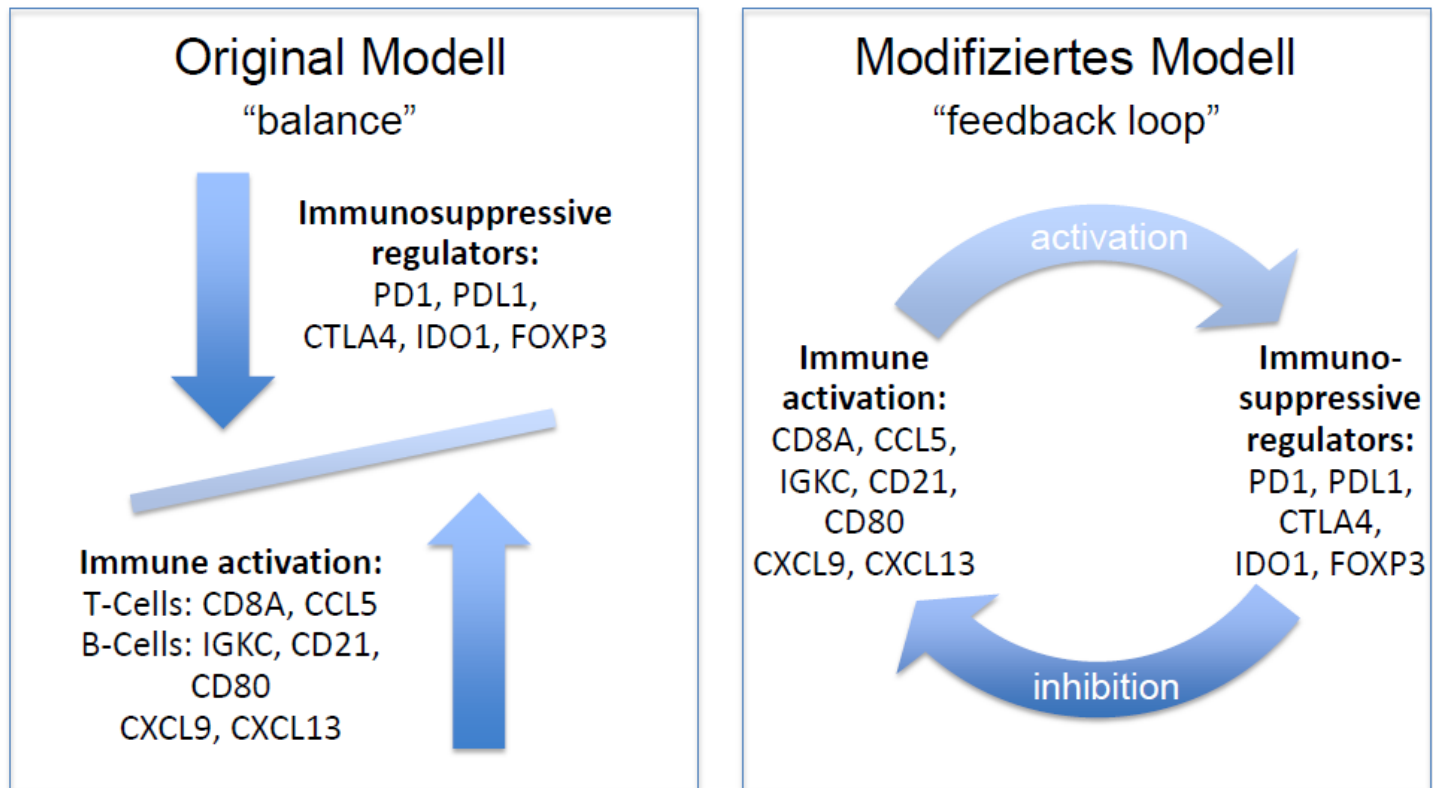 Original Modell
“balance”
Immunosuppressive
regulators:
PD1, PDL1,
CTLA4, IDO1, FOXP3
Immune activation:
T-Cells: CD8A, CCL5
B-Cells: IGKC, CD21,
CD80
CXCL9, CXCL13
Modifiziertes Modell
“feedback loop”
activation
Immune
activation:
CD8A, CCL5,
IGKC, CD21,
CD80
CXCL9, CXCL13
Immuno-
suppressive
regulators:
PD1, PDL1,
CTLA4,
IDO1, FOXP3
inhibition